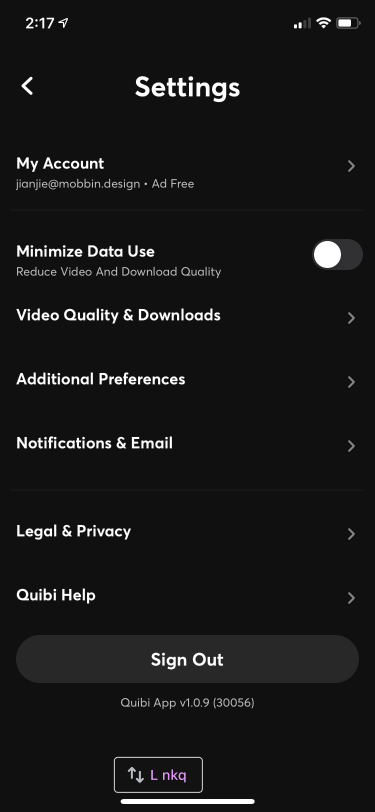 2:17
Settings
My Account
jianjie@mobbin.design • Ad Free
Minimize Data Use
Reduce Video And Download Quality
Video Quality & Downloads
Additional Preferences
Notifications & Email
Legal & Privacy
Quibi Help
Sign Out
Quibi App v1.0.9 (30056)
L nkq